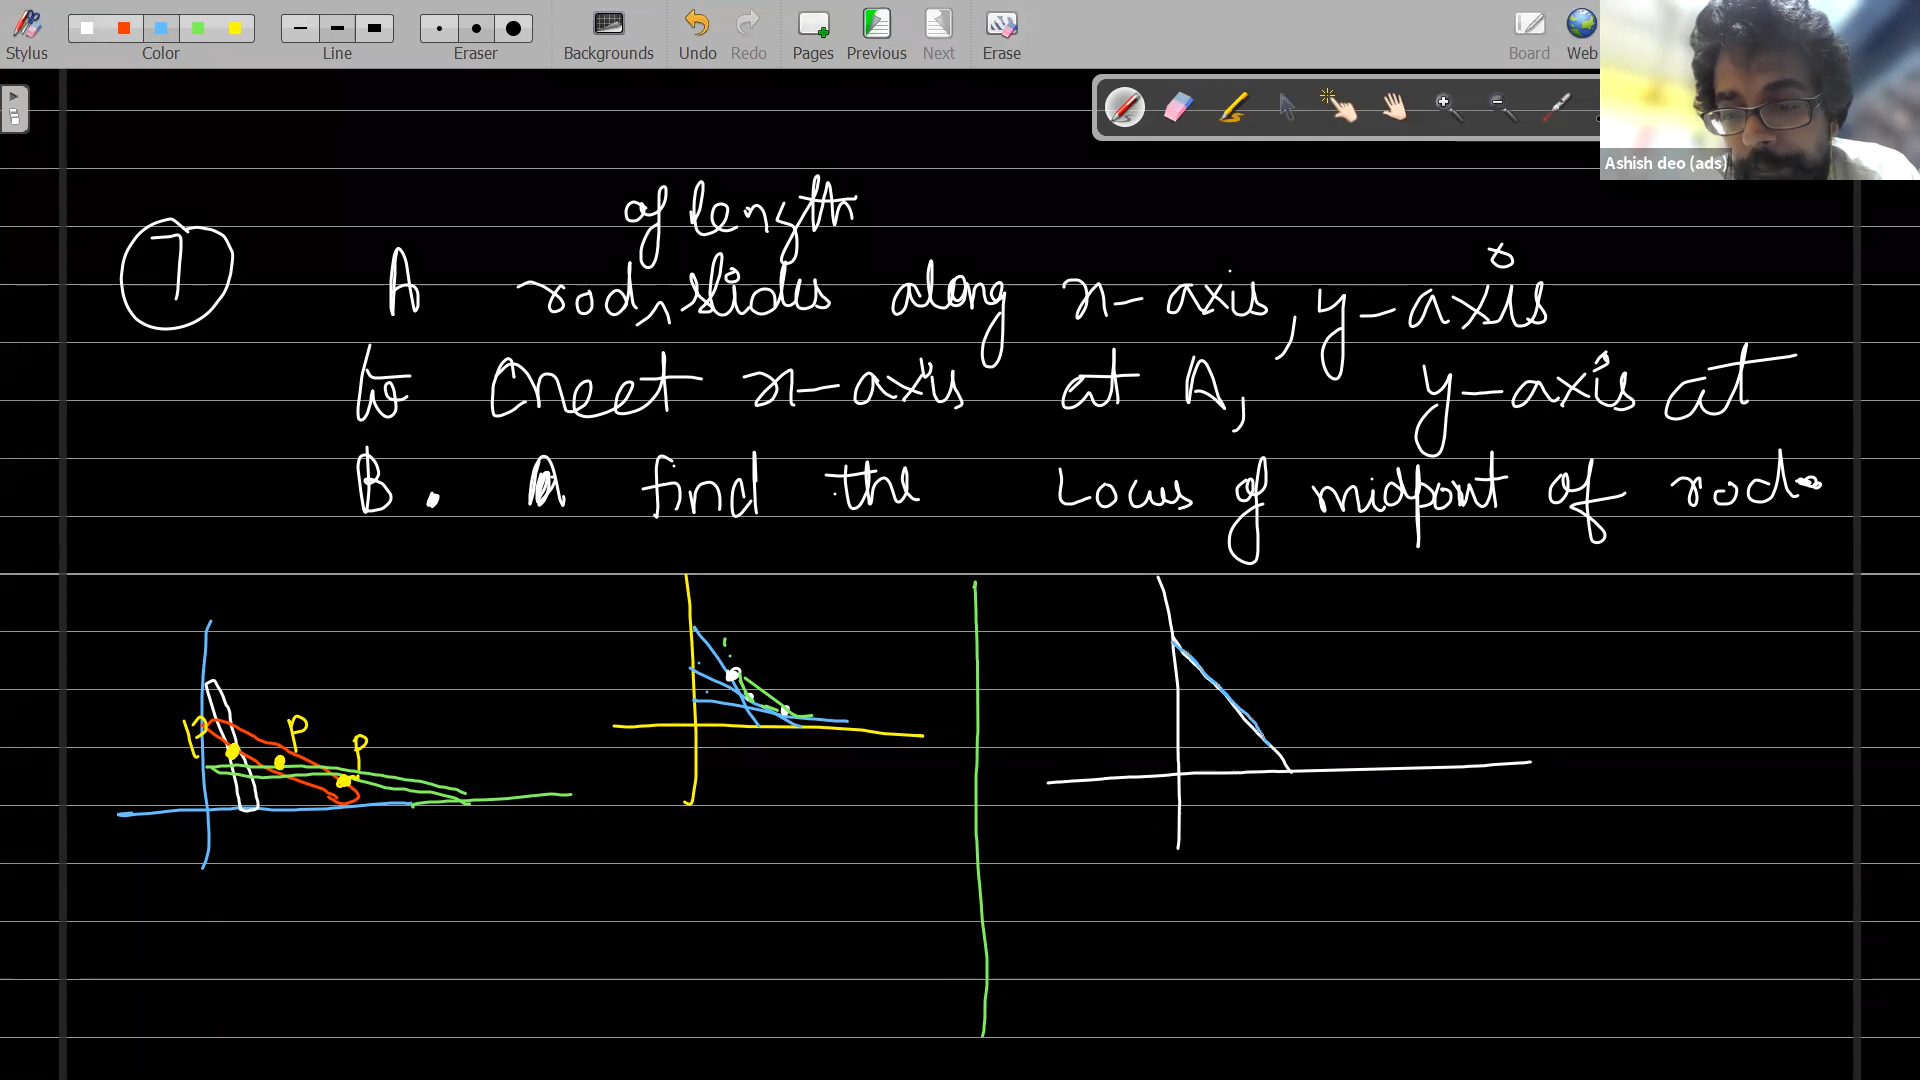 Stylus
Color
Line
Eraser
Backgrounds
Undo
Redo
Pages
Previous
Next
Erase
Board
Web
Ashish deo (ads)
7
of length
A rod, slides along x-axis, y-axis
to meet x-axis at A, y-axis at
B. find the Locus of midpoint of rod.
P
P
P